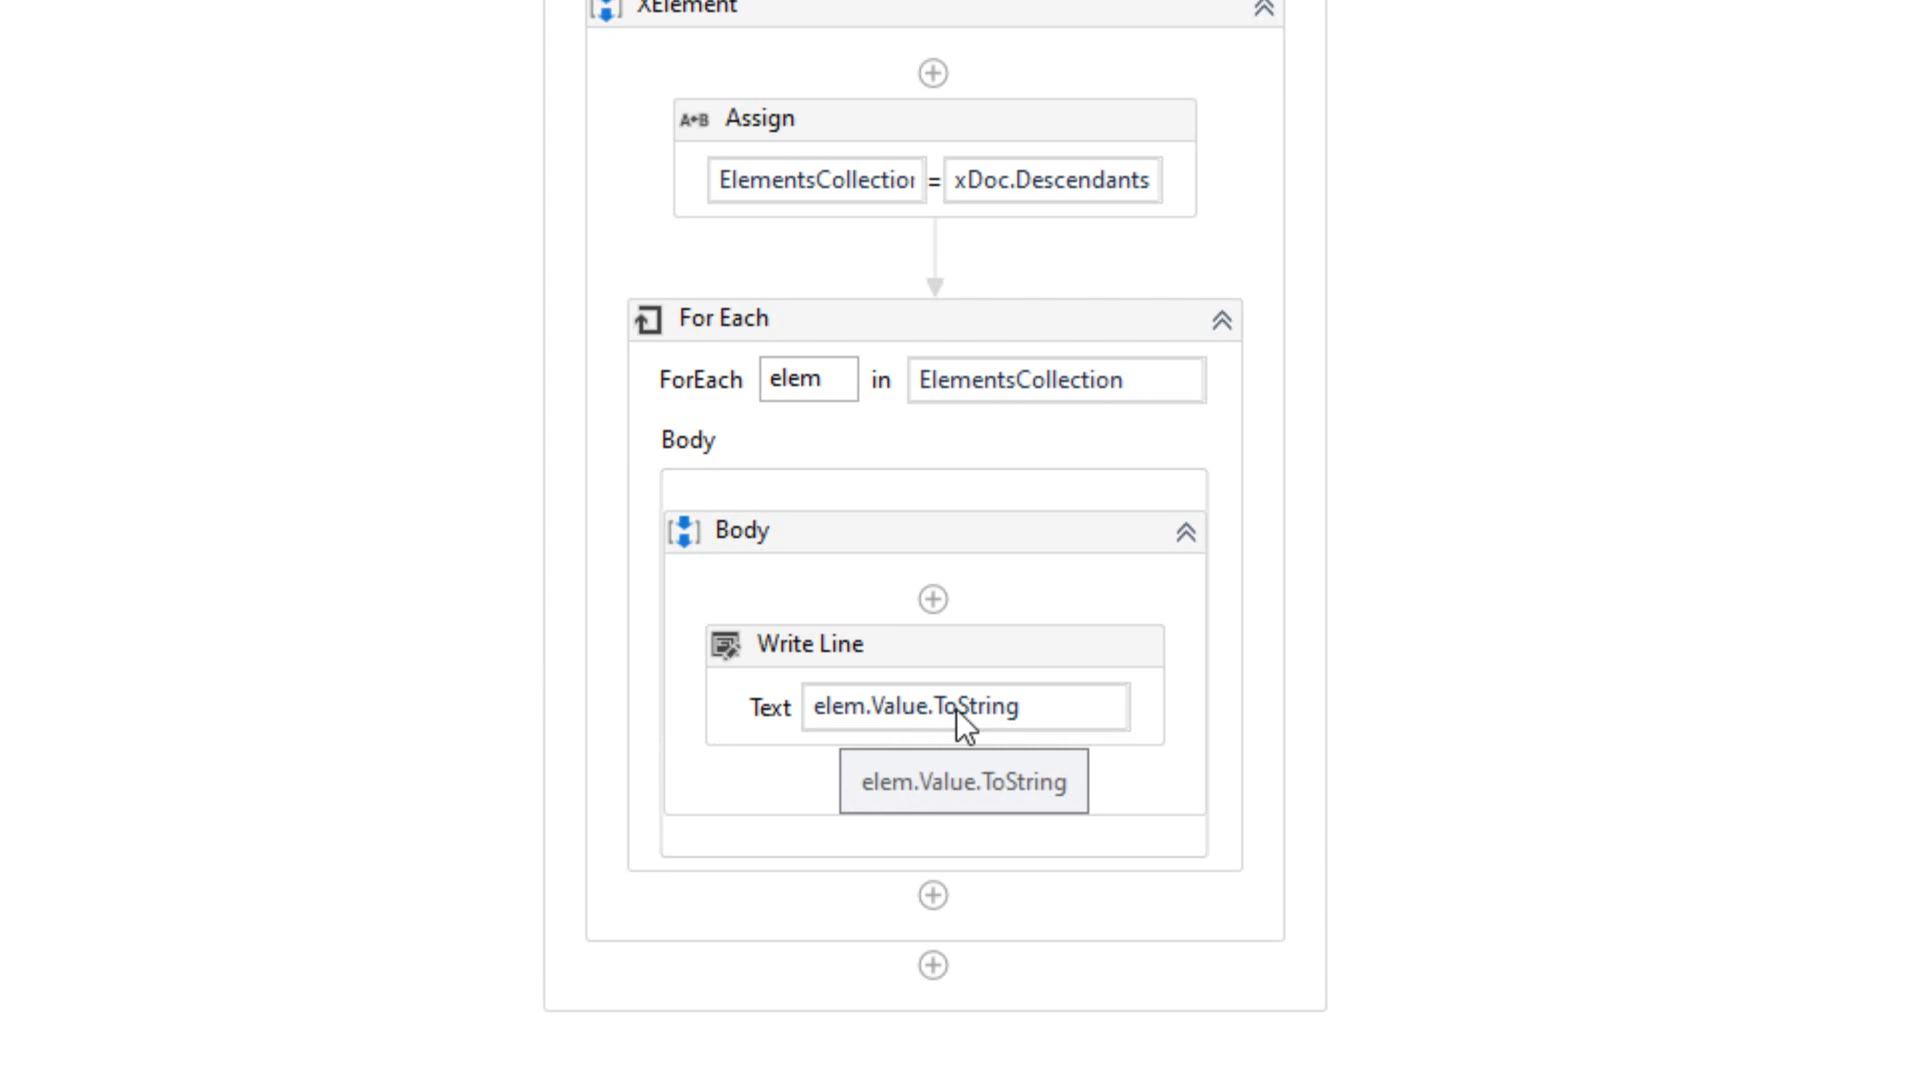 XElement
A+B Assign
ElementsCollection = xDoc.Descendants
For Each
ForEach elem in ElementsCollection
Body
Body
Write Line
Text elem.Value.ToString
elem.Value.ToString